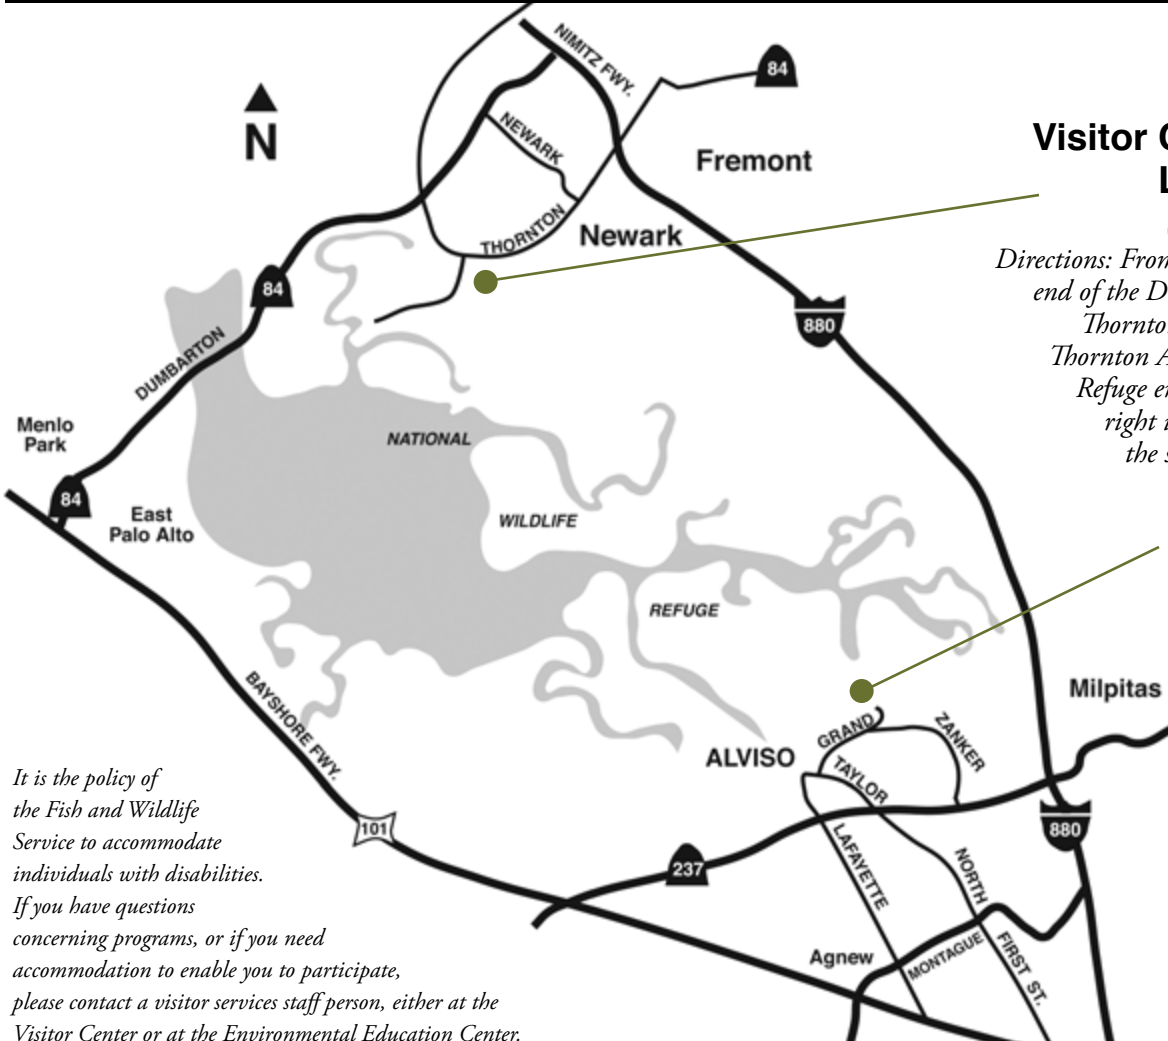 NIMITZ FWY.
84
N
NEWARK
Fremont
Visitor
THORNTON
Newark
Directions:
end of the
84
880
DUMBARTON
Thornton
Refuge
Menlo
Park
NATIONAL
right
the
84
East
Palo Alto
WILDLIFE
REFUGE
Milpitas
BAYSHORE FWY.
GRAND
ZANKER
ALVISO
TAYLOR
101
880
237
LAFAYETTE
NORTH
FIRST ST.
Agnew
MONTAGUE
It is the policy of
the Fish and Wildlife
Service to accommodate
individuals with disabilities.
If you have questions
concerning programs, or if you need
accommodation to enable you to participate,
please contact a visitor services staff person, either at the
Visitor Center or at the Environmental Education Center.